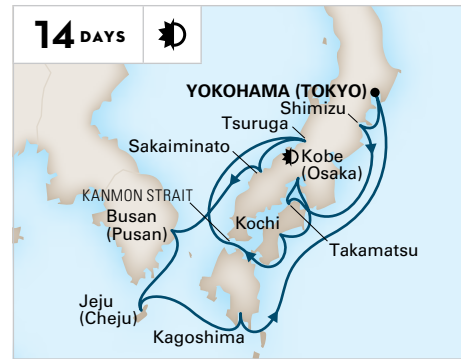 14 DAYS
YOKOHAMA (TOKYO)
Shimizu
Tsuruga
Sakaiminato
Kobe
(Osaka)
KANMON STRAIT
Busan
(Pusan)
Kochi
Takamatsu
Jeju
(Cheju)
Kagoshima